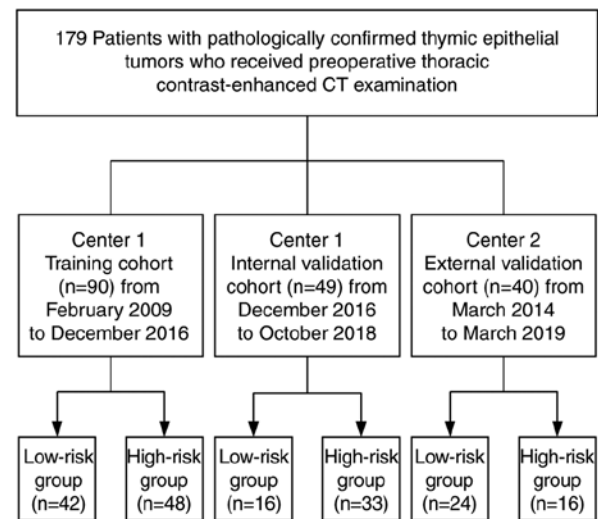 179 Patients with pathologically confirmed thymic epithelial
tumors who received preoperative thoracic
contrast-enhanced CT examination
Center 1
Training cohort
(n=90) from
February 2009
to December 2016
Center 1
Internal validation
cohort (n=49) from
December 2016
to October 2018
Center 2
External validation
cohort (n=40) from
March 2014
to March 2019
Low-risk
group
(n=42)
High-risk
group
(n=48)
Low-risk
group
(n=16)
High-risk
group
(n=33)
Low-risk
group
(n=24)
High-risk
group
(n=16)